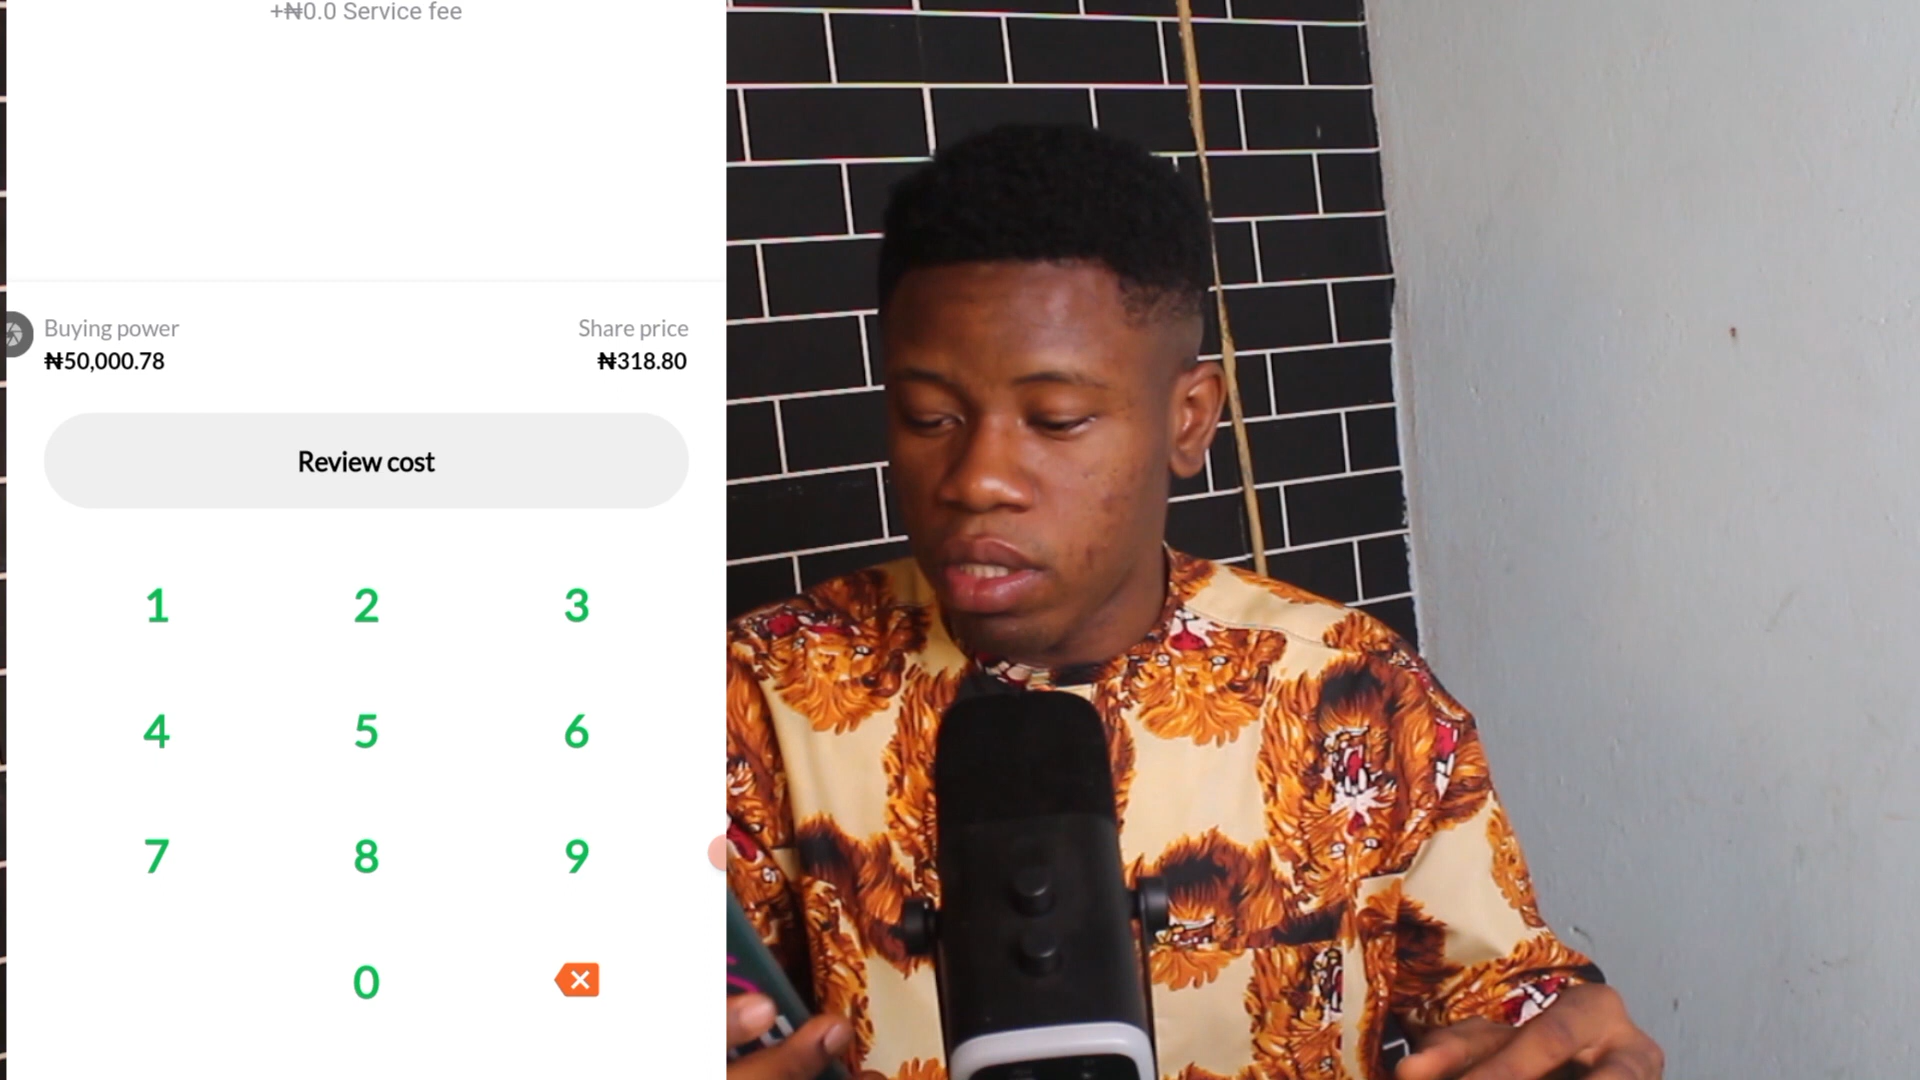 +₦0.0 Service fee
Buying power
Share price
₦50,000.78
₦318.80
Review cost
1 2 3
4 5 6
7 8 9
0